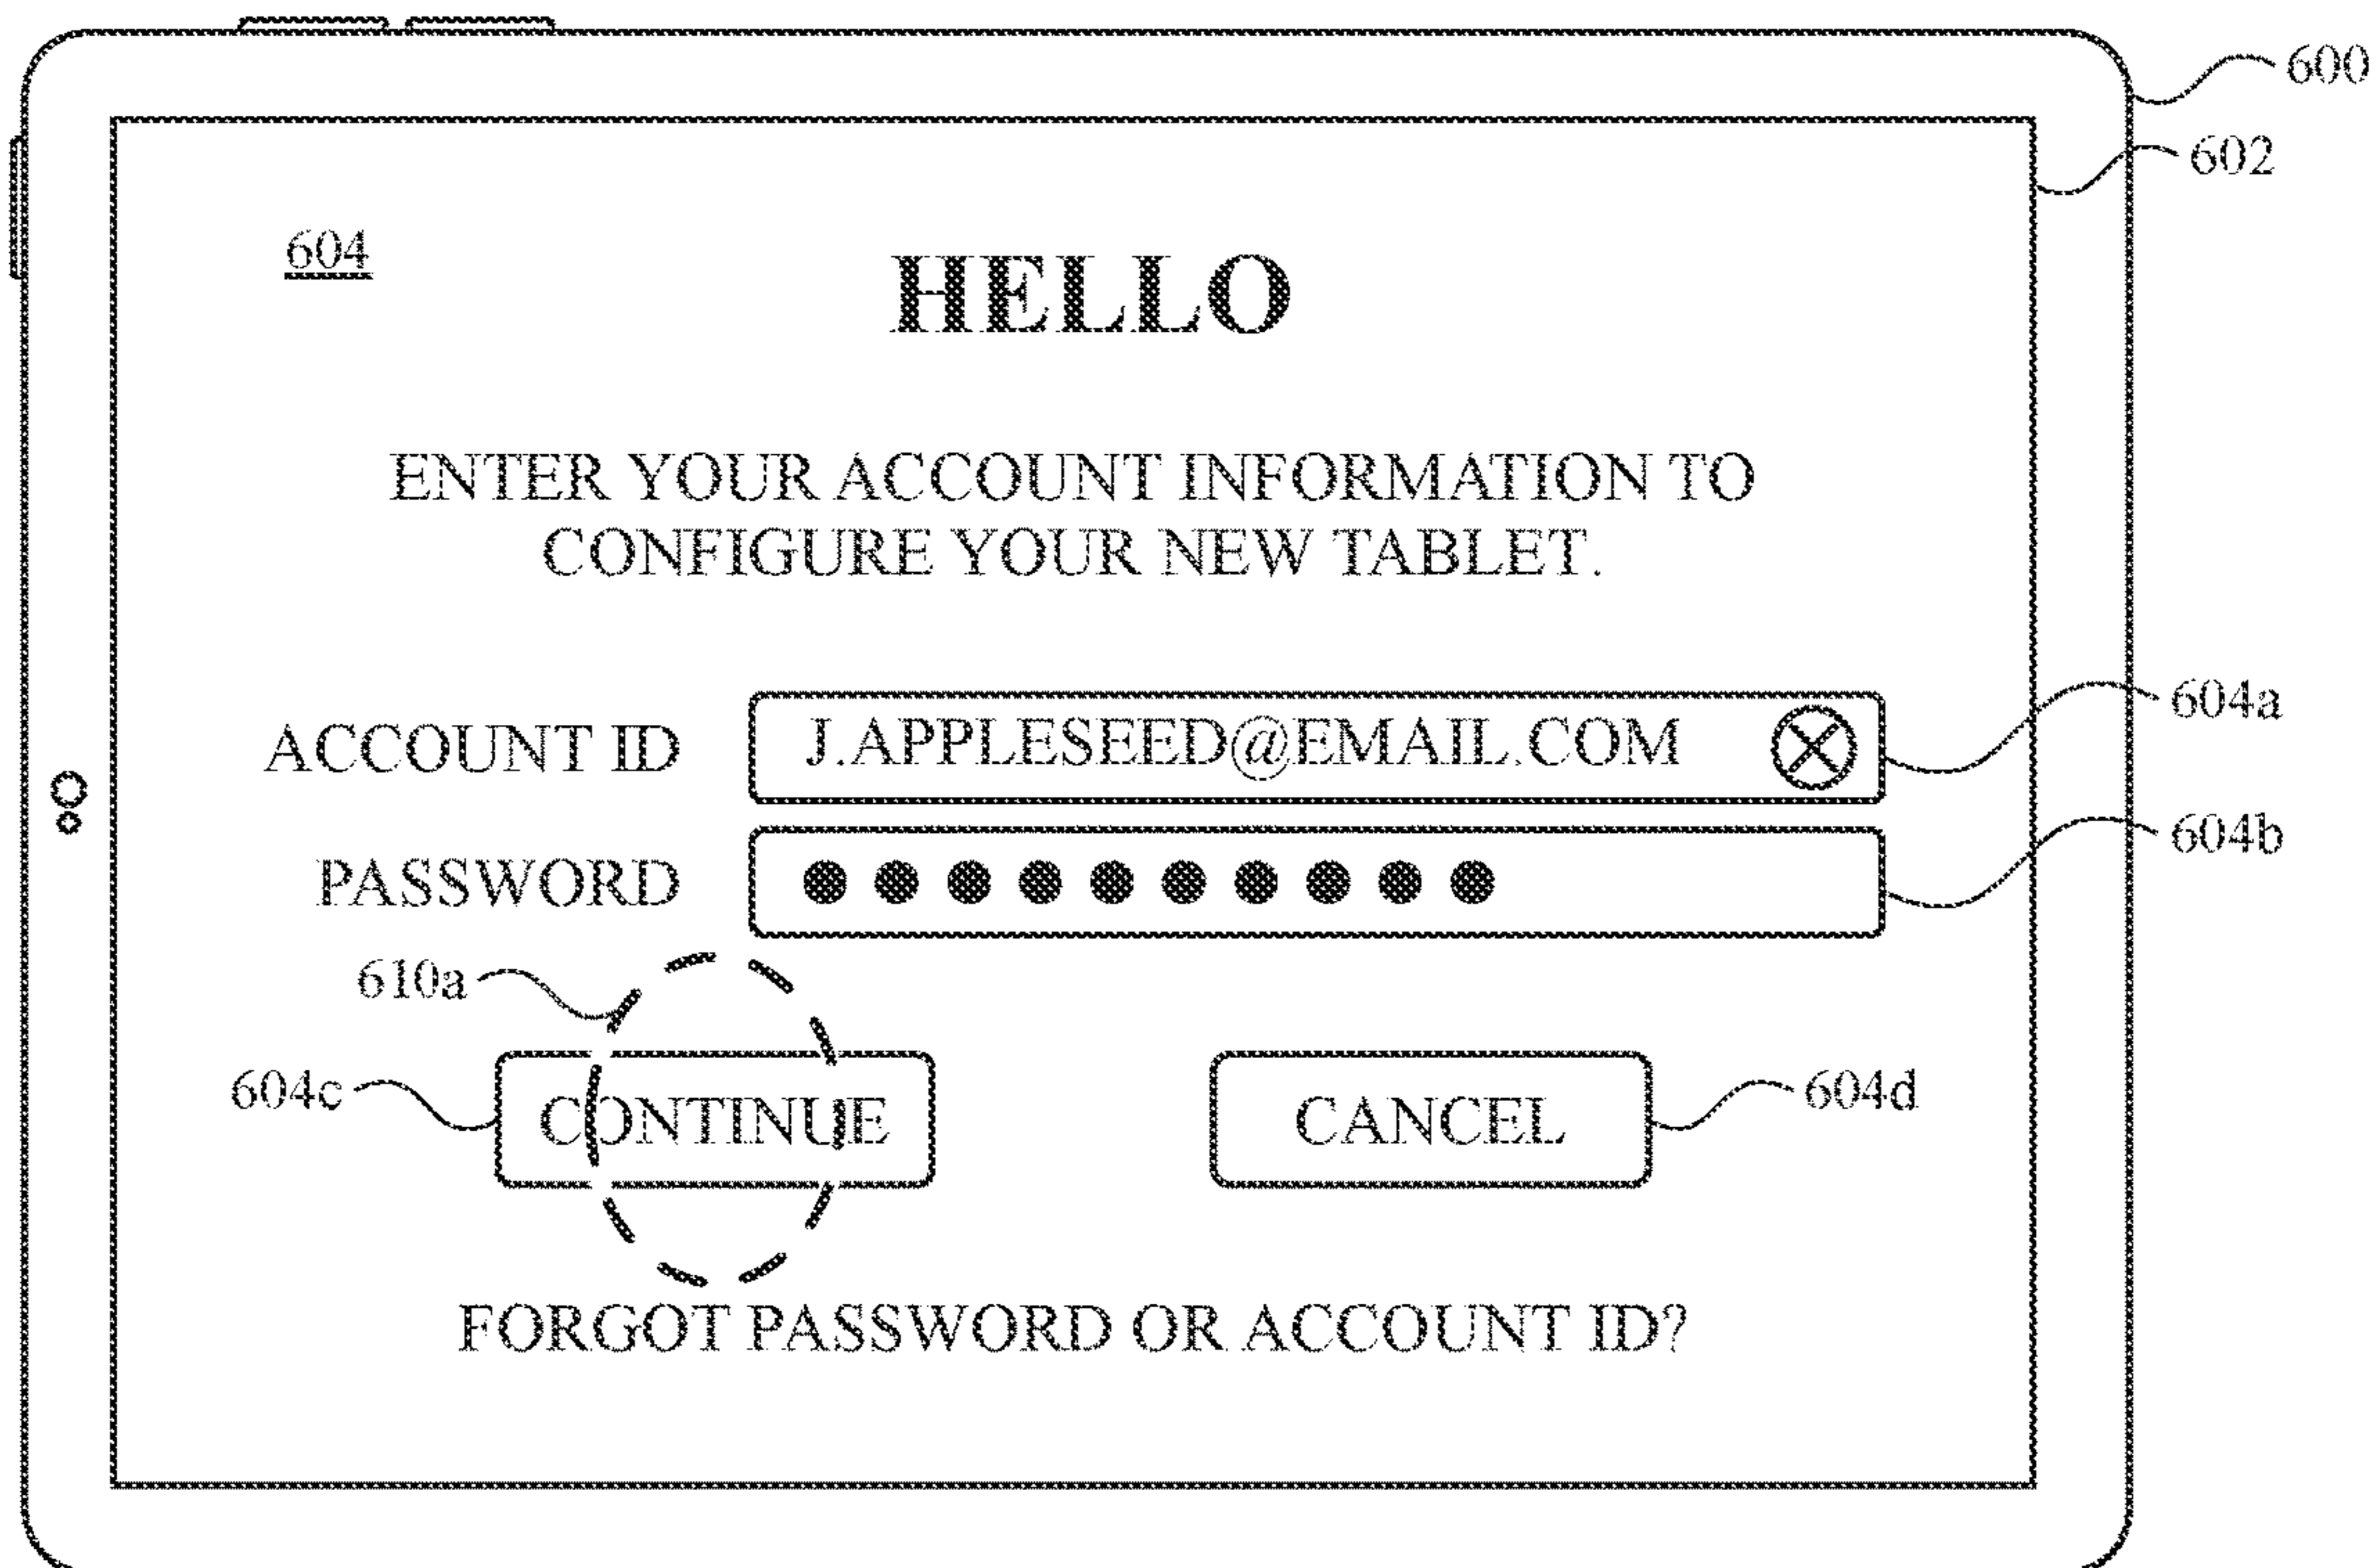 600
602
604
HELLO
ENTER YOUR ACCOUNT INFORMATION TO
CONFIGURE YOUR NEW TABLET.
ACCOUNT ID J.APPLESEED@EMAIL.COM 604a
PASSWORD 604b
610a
604c CONTINUE CANCEL 604d
FORGOT PASSWORD OR ACCOUNT ID?